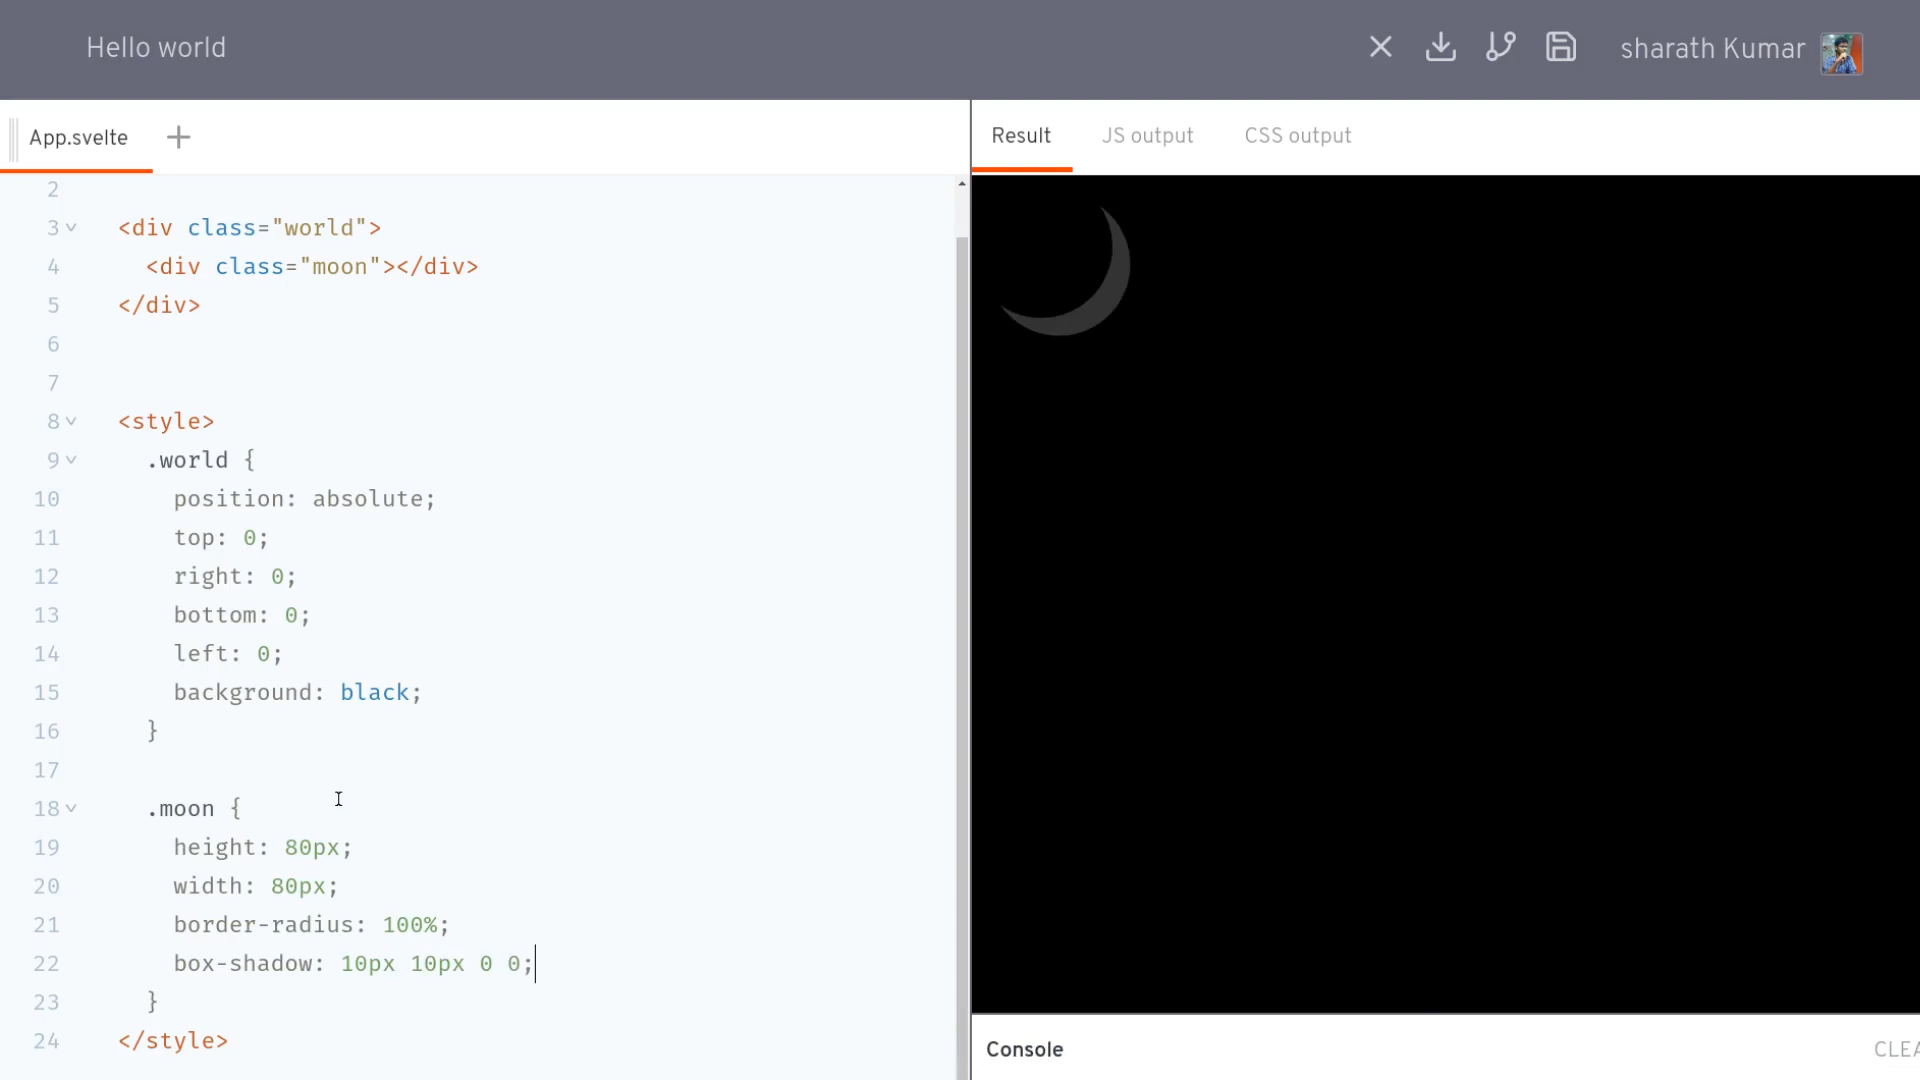 Hello world
sharath Kumar
App.svelte
Result JS output CSS output
2
3 <div class="world">
4 <div class="moon"></div>
5 </div>
6
7
8 <style>
9 .world {
10 position: absolute;
11 top: 0;
12 right: 0;
13 bottom: 0;
14 left: 0;
15 background: black;
16 }
17
18 .moon {
19 height: 80px;
20 width: 80px;
21 border-radius: 100%;
22 box-shadow: 10px 10px 0 0;
23 }
24 </style>
Console